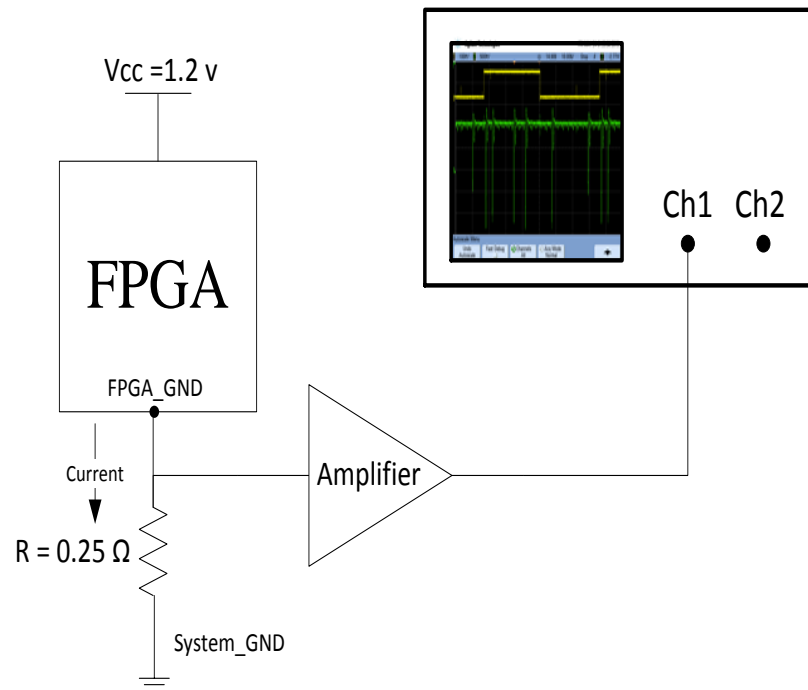 Vcc =1.2 v
FPGA
FPGA_GND
Current
R = 0.25 Ω
System_GND
Amplifier
Ch1
Ch2